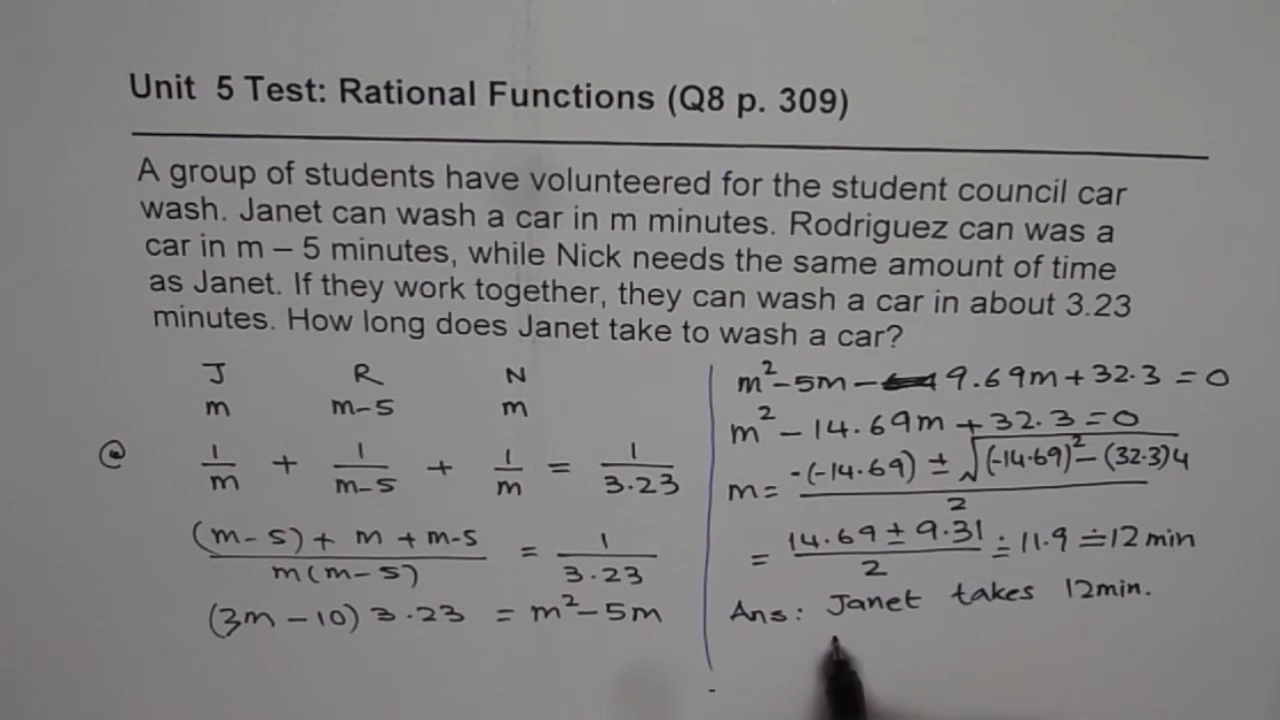 Unit 5 Test: Rational Functions (Q8 p. 309)
A group of students have volunteered for the student council car
wash. Janet can wash a car in m minutes. Rodriguez can was a
car in m – 5 minutes, while Nick needs the same amount of time
as Janet. If they work together, they can wash a car in about 3.23
minutes. How long does Janet take to wash a car?
J R N
m m-5 m
@ 1/m + 1/(m-5) + 1/m = 1/3.23
((m-5) + m + m-5)/(m(m-5)) = 1/3.23
(3m - 10) 3.23 = m² - 5m
m² - 5m - 9.69m + 32.3 = 0
m² - 14.69m + 32.3 = 0
m = (-(-14.69) ± √((-14.69)² - (32.3)4))/2
= (14.69 ± 9.31)/2 ≐ 11.9 ≐ 12 min
Ans: Janet takes 12min.